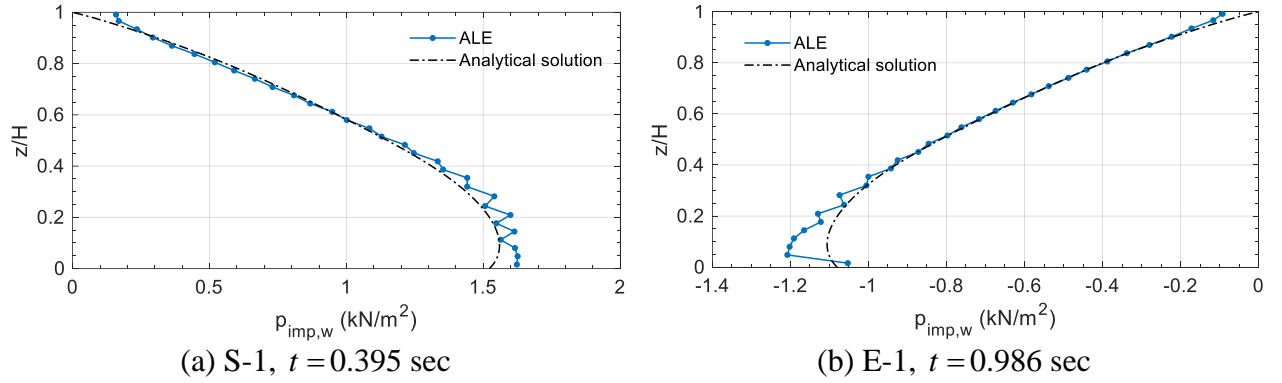 1
0.8
0.6
0.4
0.2
0
z/H
ALE
Analytical solution
0 0.5 1 1.5 2
p_imp,w (kN/m²)
(a) S-1, t = 0.395 sec
1
0.8
0.6
0.4
0.2
0
z/H
ALE
Analytical solution
-1.4 -1.2 -1 -0.8 -0.6 -0.4 -0.2 0
p_imp,w (kN/m²)
(b) E-1, t = 0.986 sec